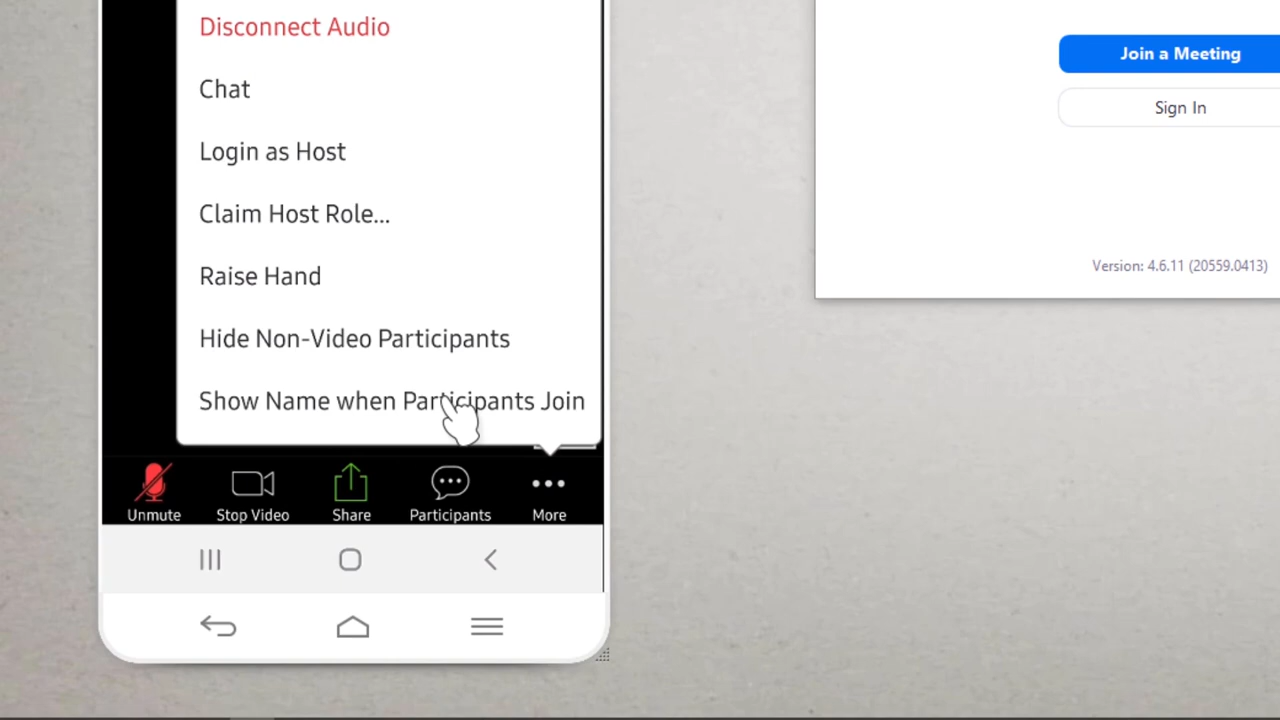 Disconnect Audio
Chat
Login as Host
Claim Host Role...
Raise Hand
Hide Non-Video Participants
Show Name when Participants Join
Unmute
Stop Video
Share
Participants
More
Join a Meeting
Sign In
Version: 4.6.11 (20559.0413)